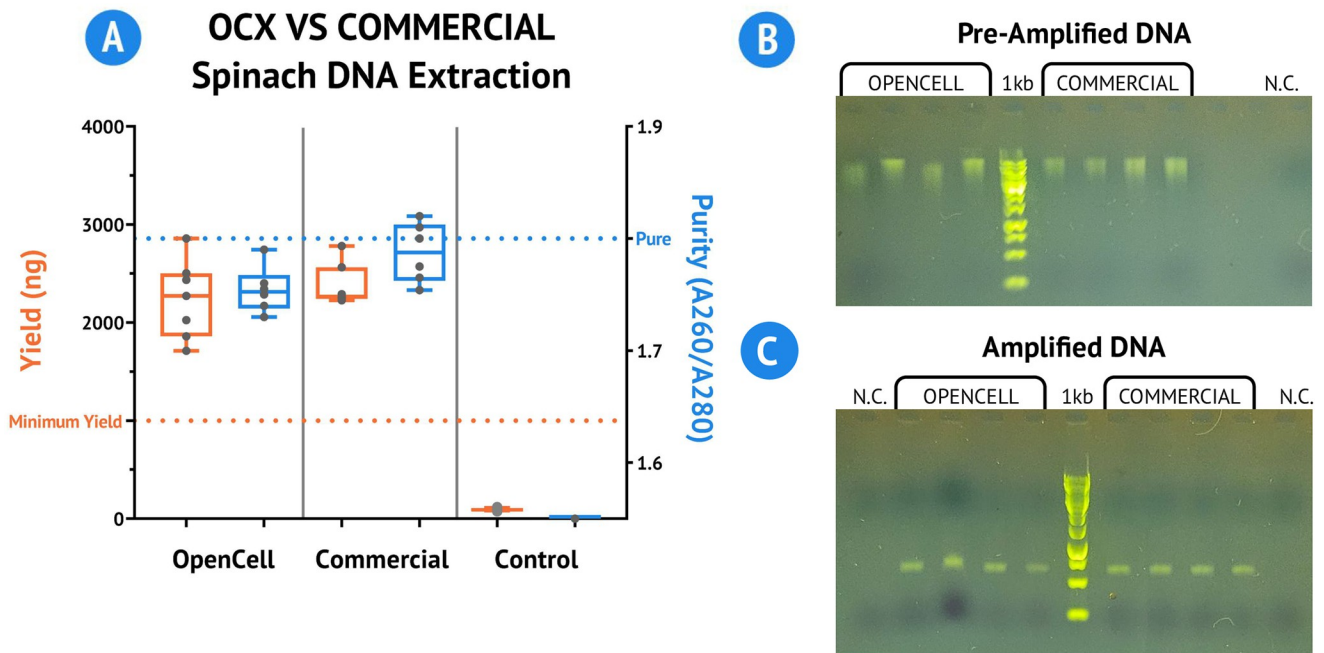 A
OCX VS COMMERCIAL
Spinach DNA Extraction
4000
3000
2000
Minimum Yield
0
Yield (ng)
1.9
Pure
1.7
1.6
Purity (A260/A280)
OpenCell
Commercial
Control
B
Pre-Amplified DNA
OPENCELL 1kb COMMERCIAL N.C.
C
Amplified DNA
N.C. OPENCELL 1kb COMMERCIAL N.C.